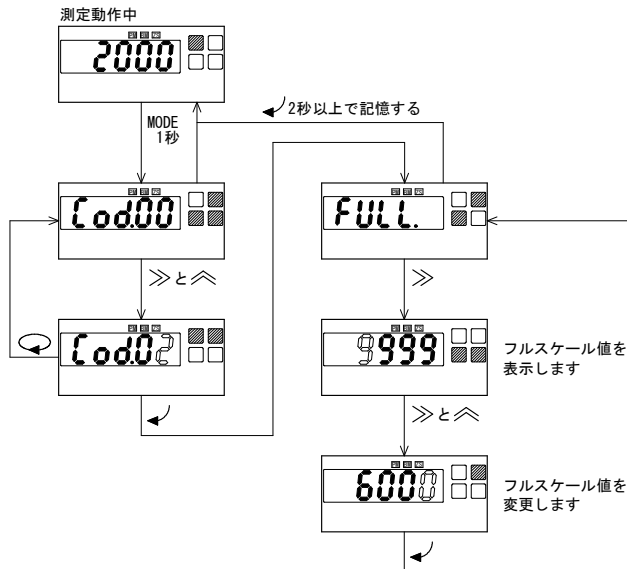 測定動作中
2000
MODE
1秒
2秒以上で記憶する
Cod.00
FULL.
≫と︽
≫
Cod.02
9999
フルスケール値を
表示します
≫と︽
6000
フルスケール値を
変更します